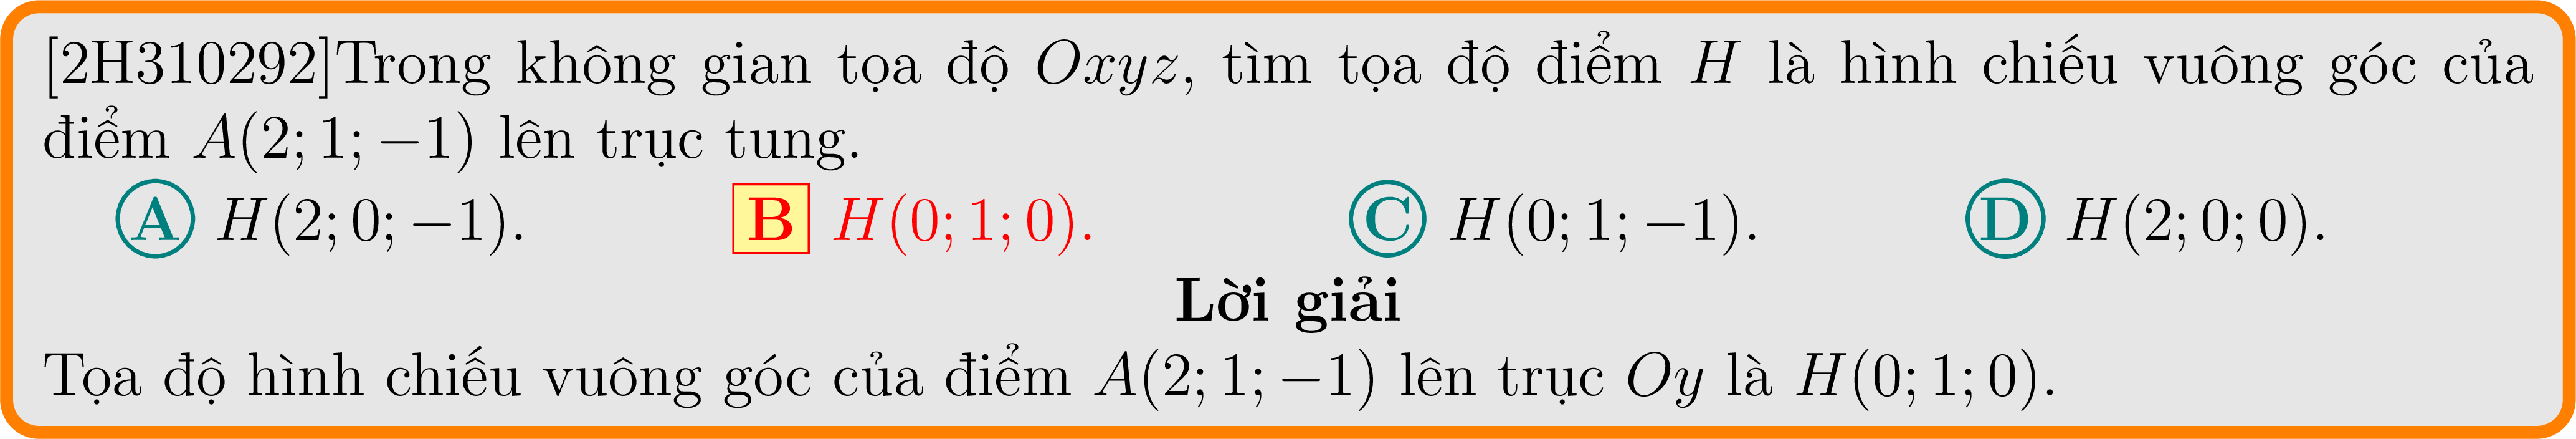 [2H310292]Trong không gian tọa độ Oxyz, tìm tọa độ điểm H là hình chiếu vuông góc của
điểm A(2; 1; −1) lên trục tung.
A H(2; 0; −1). B H(0; 1; 0). C H(0; 1; −1). D H(2; 0; 0).
Lời giải
Tọa độ hình chiếu vuông góc của điểm A(2; 1; −1) lên trục Oy là H(0; 1; 0).